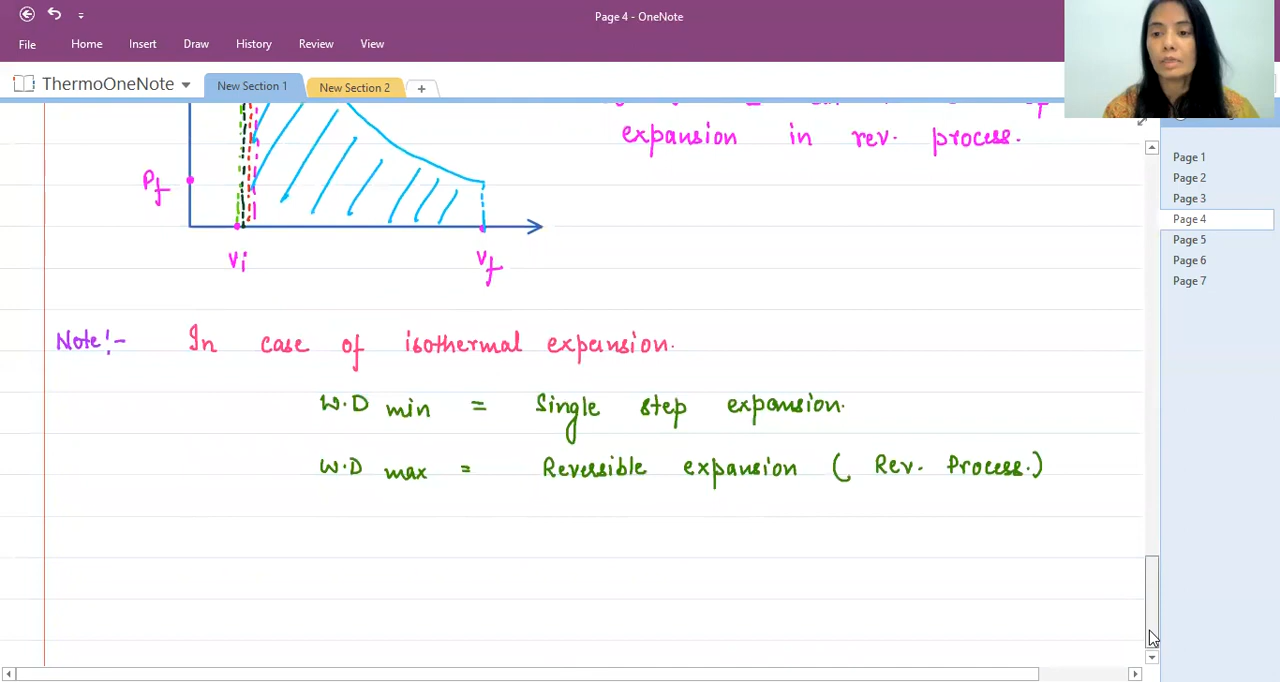 Page 4 - OneNote
File Home Insert Draw History Review View
ThermoOneNote New Section 1 New Section 2 +
expansion in rev. process.
Pf
Vi Vf
Note!- In case of isothermal expansion.
W.D min = Single step expansion.
W.D max = Reversible expansion ( Rev. Process.)
Page 1
Page 2
Page 3
Page 4
Page 5
Page 6
Page 7